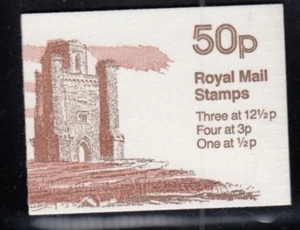 50p
Royal Mail
Stamps
Three at 12½p
Four at 3p
One at ½p